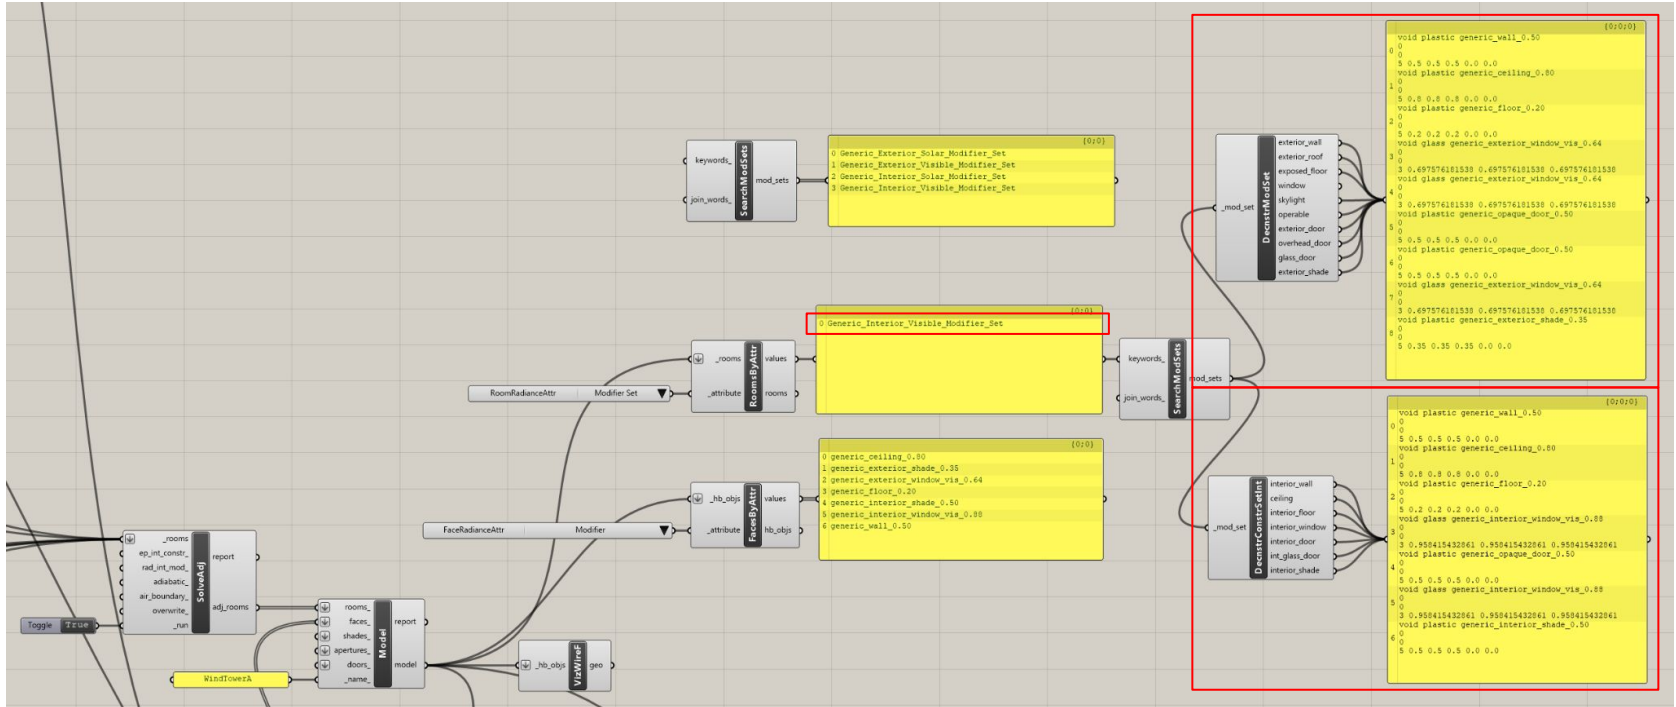 keywords_
join_words_
SearchModSets
mod_sets
{0;0}
0 Generic_Exterior_Solar_Modifier_Set
1 Generic_Exterior_Visible_Modifier_Set
2 Generic_Interior_Solar_Modifier_Set
3 Generic_Interior_Visible_Modifier_Set
RoomRadianceAttr Modifier Set
_rooms
_attribute
RoomsByAttr
values
rooms
{0;0}
0 Generic_Interior_Visible_Modifier_Set
keywords_
join_words_
SearchModSets
mod_sets
FaceRadianceAttr Modifier
_hb_objs
_attribute
FacesByAttr
values
hb_objs
{0;0}
0 generic_ceiling_0.80
1 generic_exterior_shade_0.35
2 generic_exterior_window_vis_0.64
3 generic_floor_0.20
4 generic_interior_shade_0.50
5 generic_interior_window_vis_0.88
6 generic_wall_0.50
_mod_set
DecnstrModSet
exterior_wall
exterior_roof
exposed_floor
window
skylight
operable
exterior_door
overhead_door
glass_door
exterior_shade
{0;0;0}
void plastic generic_wall_0.50
0 0
0
5 0.5 0.5 0.5 0.0 0.0
void plastic generic_ceiling_0.80
1 0
0
5 0.8 0.8 0.8 0.0 0.0
void plastic generic_floor_0.20
2 0
0
5 0.2 0.2 0.2 0.0 0.0
void glass generic_exterior_window_vis_0.64
3 0
0
3 0.697576181538 0.697576181538 0.697576181538
void glass generic_exterior_window_vis_0.64
4 0
0
3 0.697576181538 0.697576181538 0.697576181538
void plastic generic_opaque_door_0.50
5 0
0
5 0.5 0.5 0.5 0.0 0.0
void plastic generic_opaque_door_0.50
6 0
0
5 0.5 0.5 0.5 0.0 0.0
void glass generic_exterior_window_vis_0.64
7 0
0
3 0.697576181538 0.697576181538 0.697576181538
void plastic generic_exterior_shade_0.35
8 0
0
5 0.35 0.35 0.35 0.0 0.0
_mod_set
DecnstrConstrSetInt
interior_wall
ceiling
interior_floor
interior_window
interior_door
int_glass_door
interior_shade
{0;0;0}
void plastic generic_wall_0.50
0 0
0
5 0.5 0.5 0.5 0.0 0.0
void plastic generic_ceiling_0.80
1 0
0
5 0.8 0.8 0.8 0.0 0.0
void plastic generic_floor_0.20
2 0
0
5 0.2 0.2 0.2 0.0 0.0
void glass generic_interior_window_vis_0.88
3 0
0
3 0.958415432861 0.958415432861 0.958415432861
void plastic generic_opaque_door_0.50
4 0
0
5 0.5 0.5 0.5 0.0 0.0
void glass generic_interior_window_vis_0.88
5 0
0
3 0.958415432861 0.958415432861 0.958415432861
void plastic generic_interior_shade_0.50
6 0
0
5 0.5 0.5 0.5 0.0 0.0
Toggle True
_rooms
ep_int_constr_
rad_int_mod_
adiabatic_
air_boundary_
overwrite_
_run
SolveAdj
report
adj_rooms
WindTowerA
rooms_
faces_
shades_
apertures_
doors_
_name_
Model
report
model
_hb_objs
VizWireF
geo